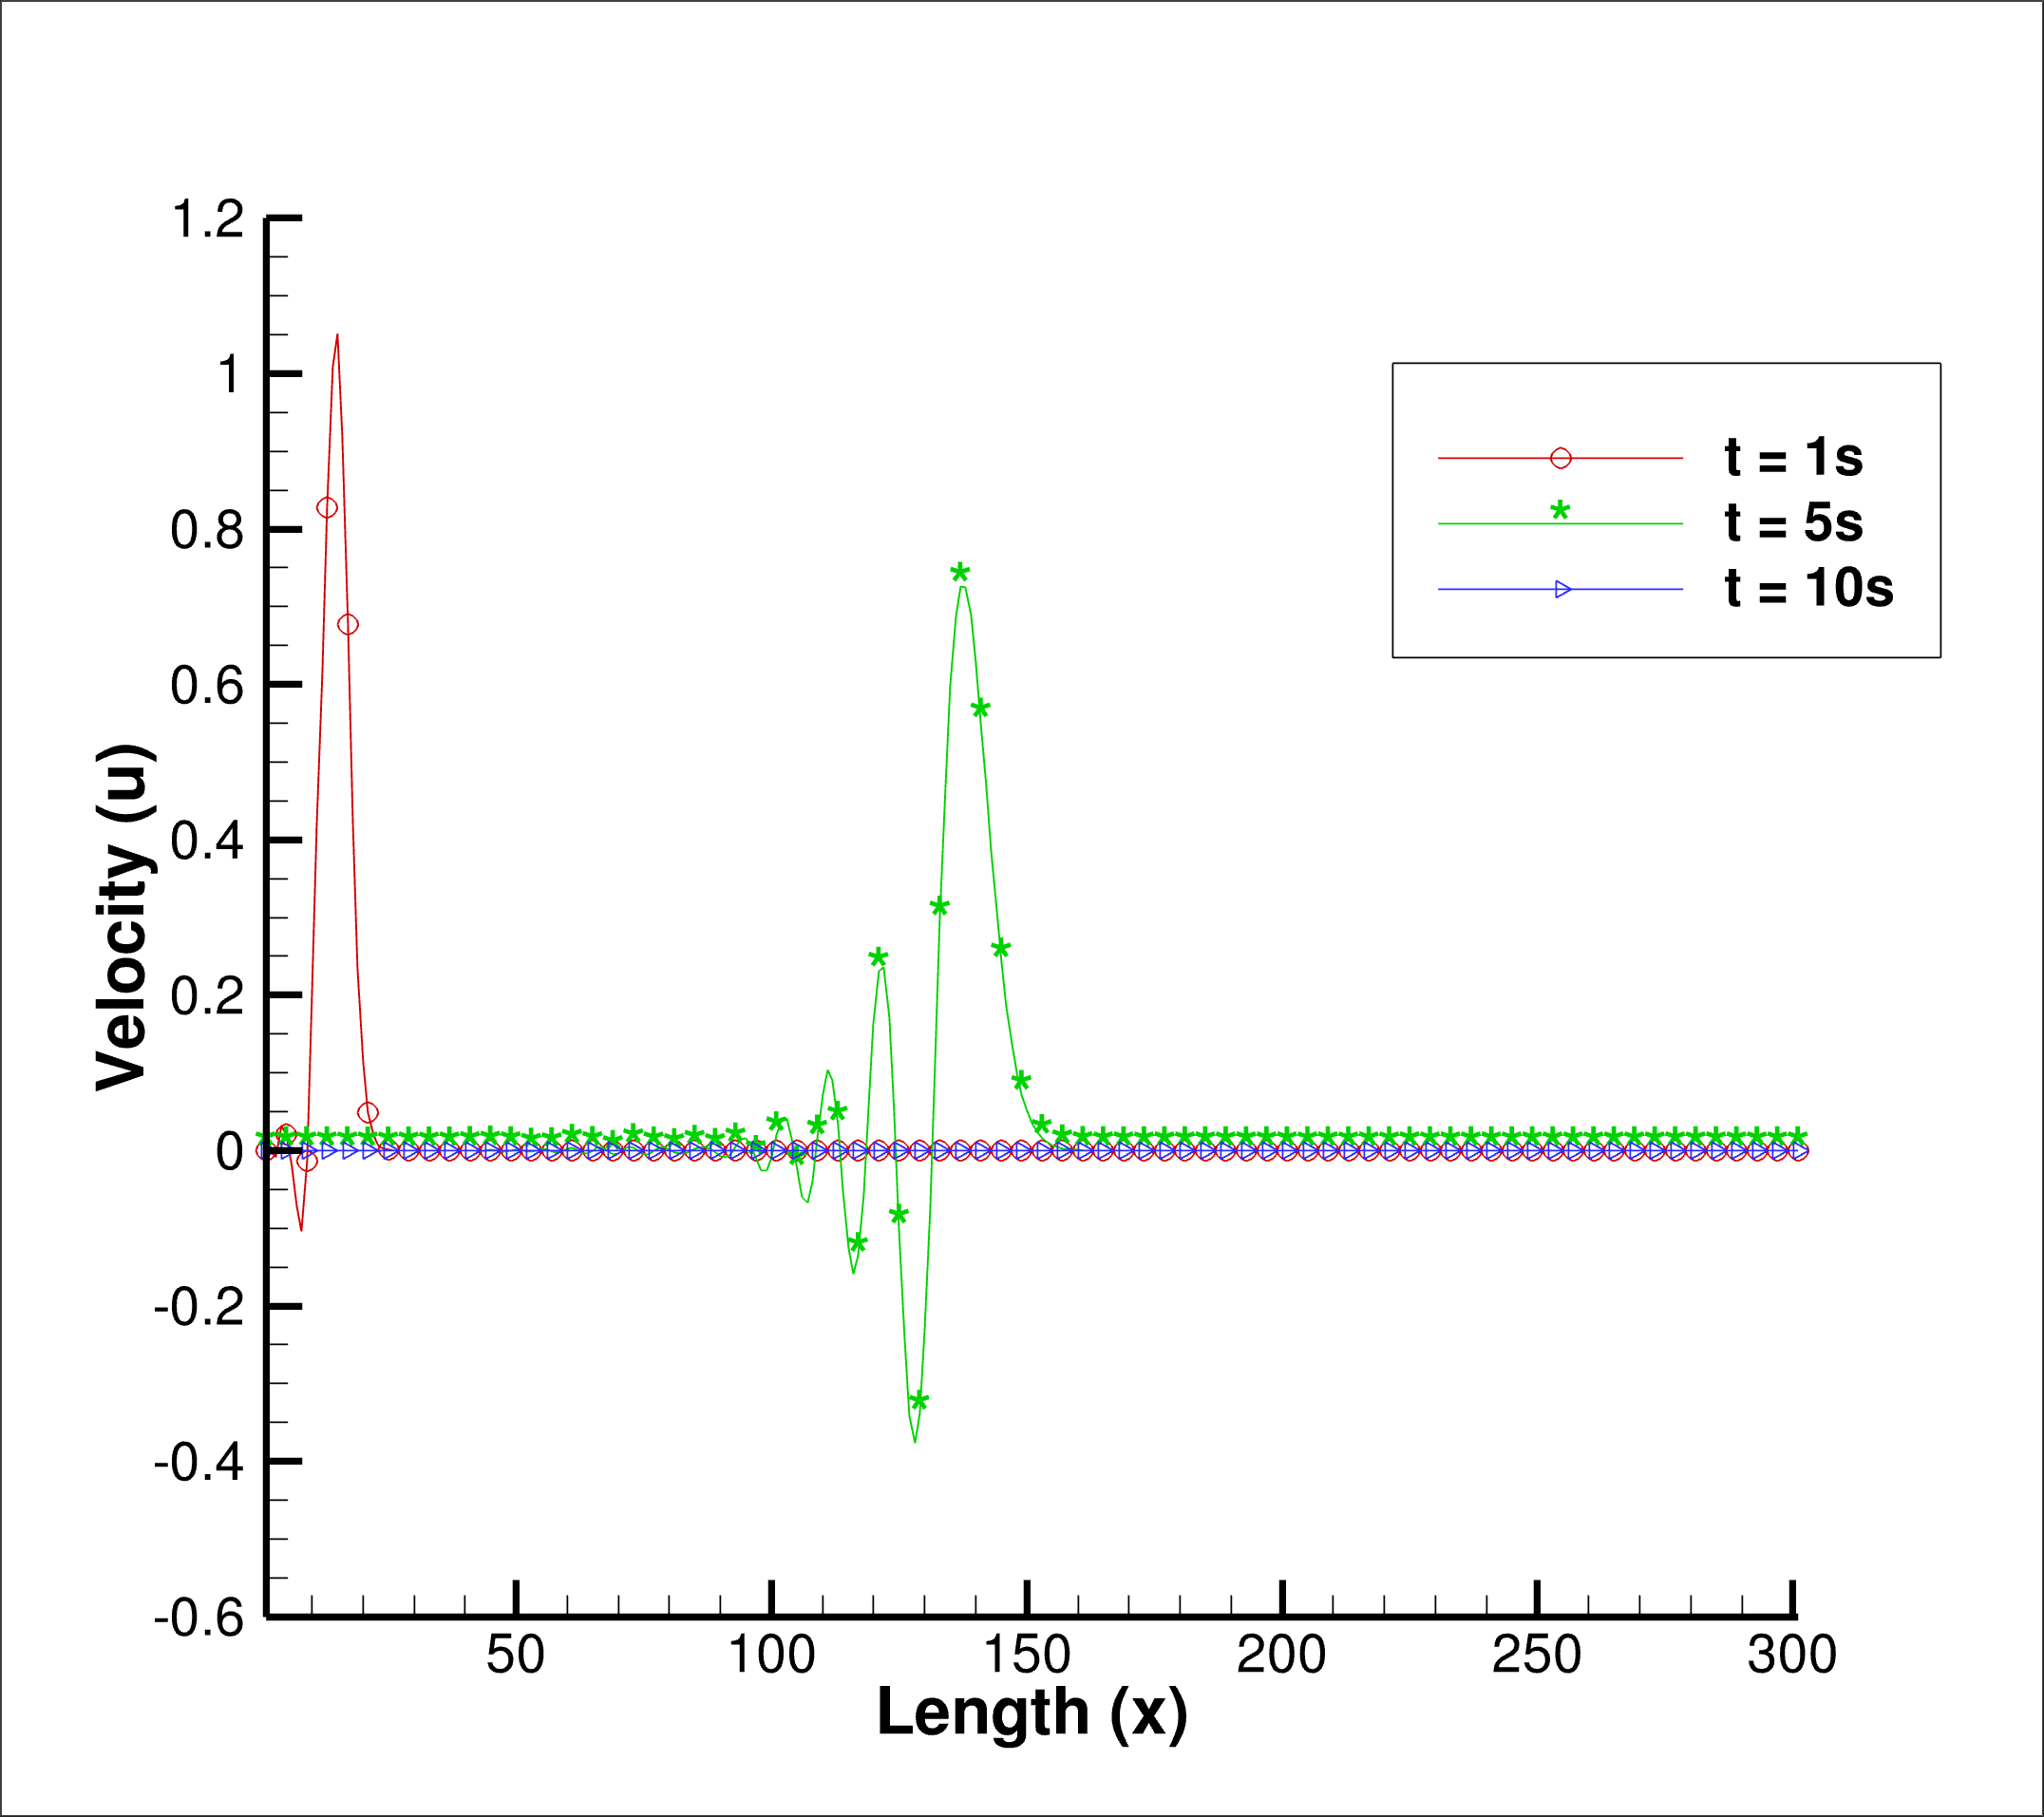 1.2
1
0.8
0.6
0.4
0.2
0
-0.2
-0.4
-0.6
Velocity (u)
t = 1s
t = 5s
t = 10s
50 100 150 200 250 300
Length (x)